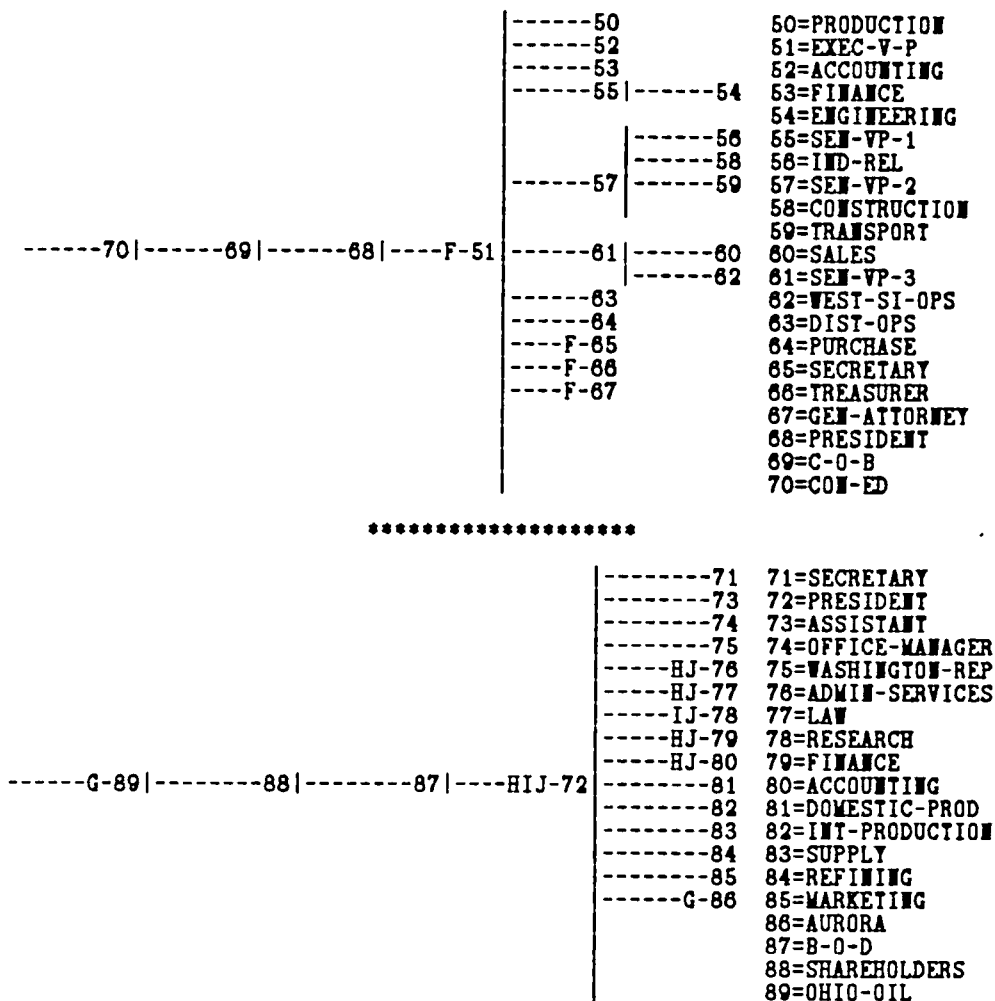 ------50 50=PRODUCTION
------52 51=EXEC-V-P
------53 52=ACCOUNTING
------55|------54 53=FINANCE
54=ENGINEERING
------56 55=SEN-VP-1
------58 56=IND-REL
------57|------59 57=SEN-VP-2
58=CONSTRUCTION
59=TRANSPORT
------70|------69|------68|----F-51|------61|------60 60=SALES
------62 61=SEN-VP-3
------63 62=WEST-SI-OPS
------64 63=DIST-OPS
----F-65 64=PURCHASE
----F-66 65=SECRETARY
----F-67 66=TREASURER
67=GEN-ATTORNEY
68=PRESIDENT
69=C-O-B
70=CON-ED
********************
--------71 71=SECRETARY
--------73 72=PRESIDENT
--------74 73=ASSISTANT
--------75 74=OFFICE-MANAGER
-----HJ-76 75=WASHINGTON-REP
-----HJ-77 76=ADMIN-SERVICES
-----IJ-78 77=LAW
-----HJ-79 78=RESEARCH
-----HJ-80 79=FINANCE
------G-89|--------88|--------87|----HIJ-72|--------81 80=ACCOUNTING
--------82 81=DOMESTIC-PROD
--------83 82=INT-PRODUCTION
--------84 83=SUPPLY
--------85 84=REFINING
------G-86 85=MARKETING
86=AURORA
87=B-O-D
88=SHAREHOLDERS
89=OHIO-OIL